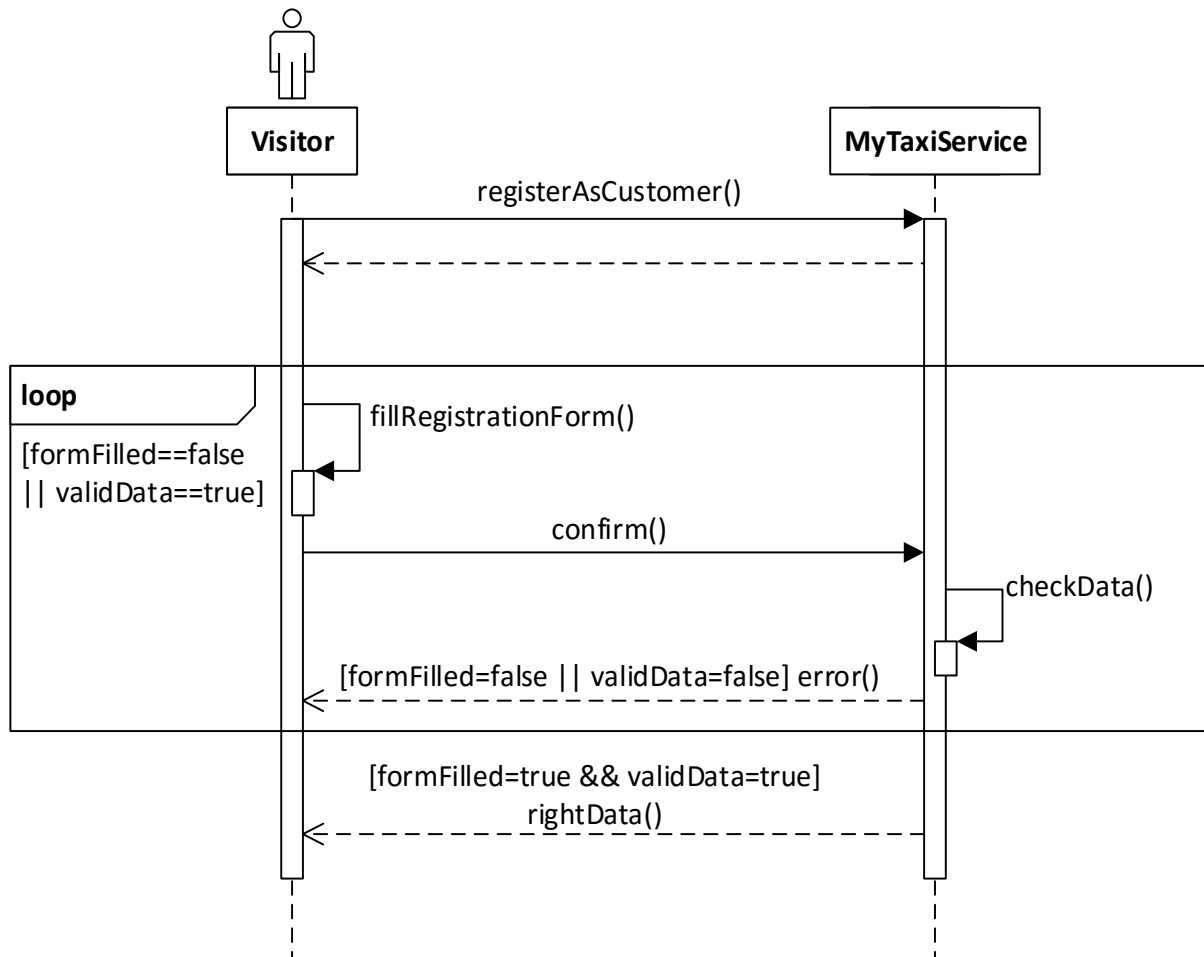 Visitor
MyTaxiService
registerAsCustomer()
loop
[formFilled==false
|| validData==true]
fillRegistrationForm()
confirm()
checkData()
[formFilled=false || validData=false] error()
[formFilled=true && validData=true]
rightData()